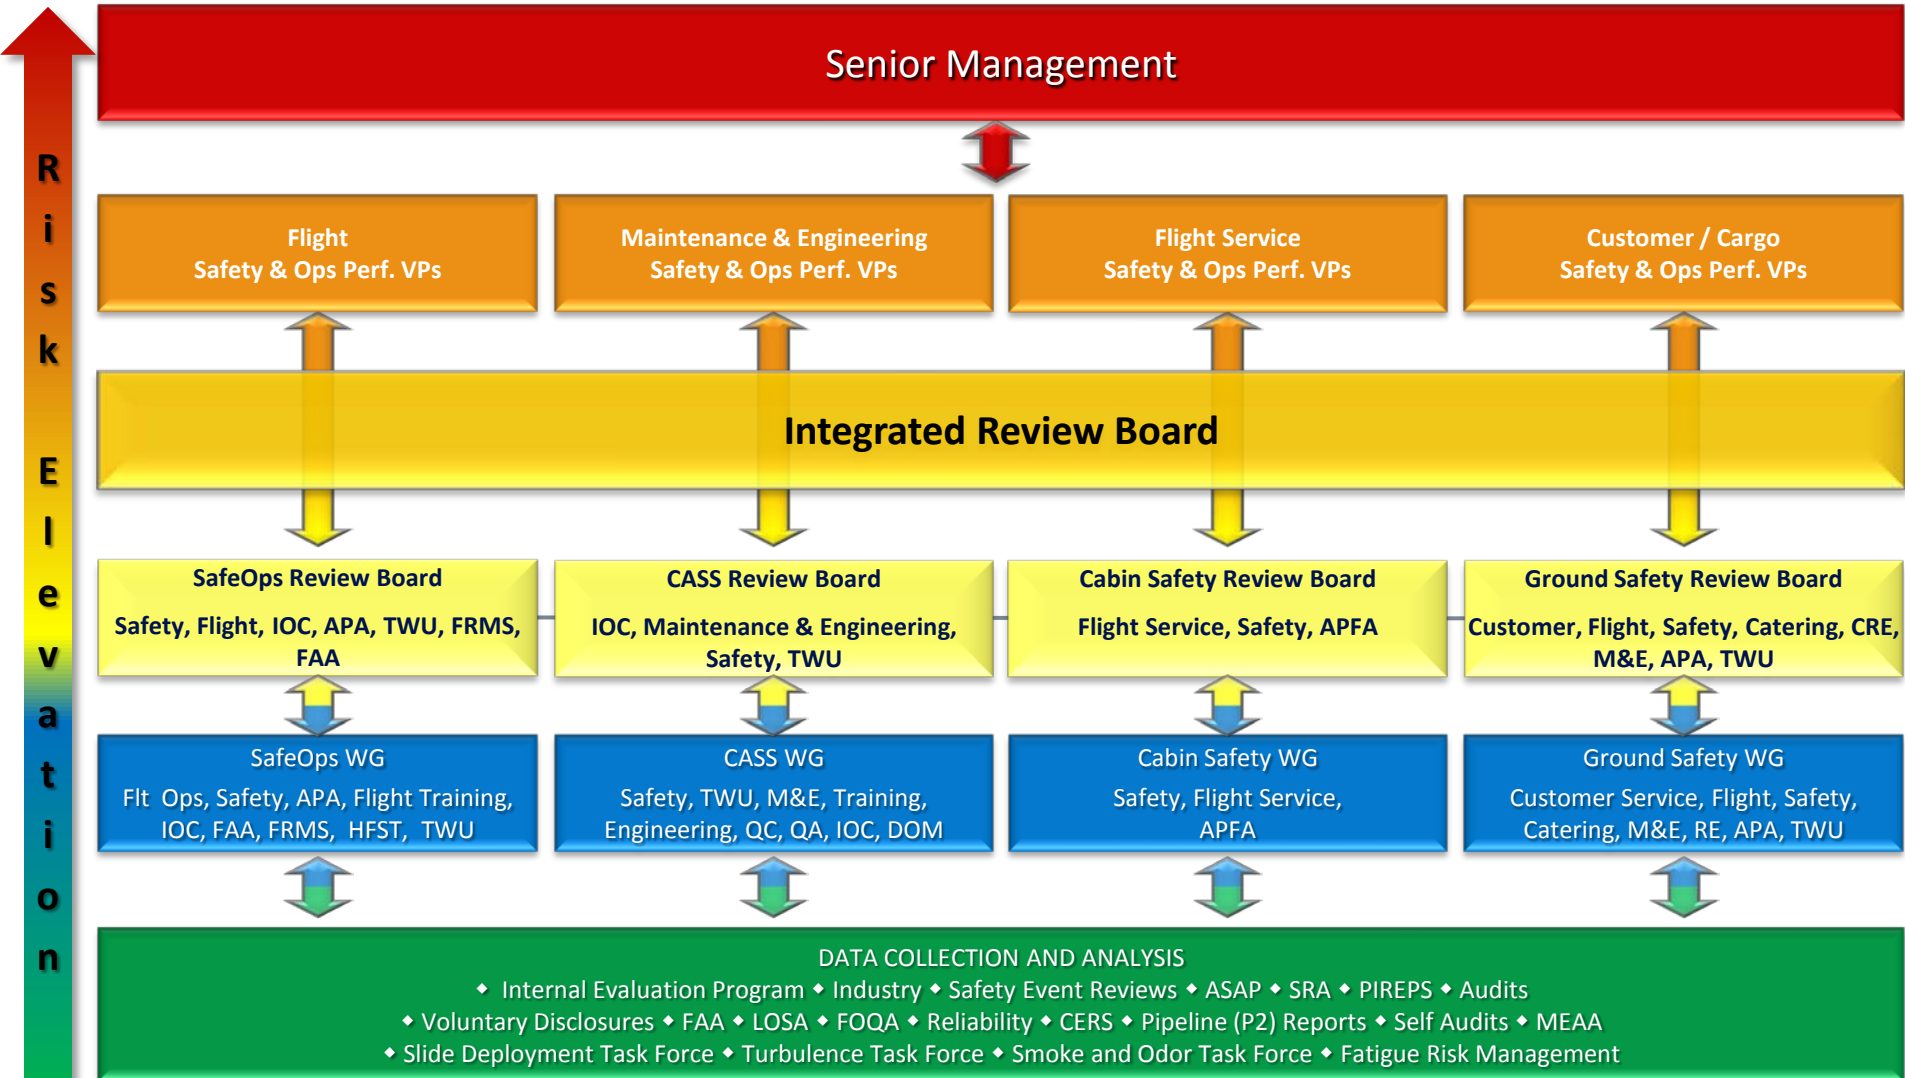 Risk Elevation
Senior Management
Flight
Safety & Ops Perf. VPs
Maintenance & Engineering
Safety & Ops Perf. VPs
Flight Service
Safety & Ops Perf. VPs
Customer / Cargo
Safety & Ops Perf. VPs
Integrated Review Board
SafeOps Review Board
Safety, Flight, IOC, APA, TWU, FRMS,
FAA
CASS Review Board
IOC, Maintenance & Engineering,
Safety, TWU
Cabin Safety Review Board
Flight Service, Safety, APFA
Ground Safety Review Board
Customer, Flight, Safety, Catering, CRE,
M&E, APA, TWU
SafeOps WG
Flt Ops, Safety, APA, Flight Training,
IOC, FAA, FRMS, HFST, TWU
CASS WG
Safety, TWU, M&E, Training,
Engineering, QC, QA, IOC, DOM
Cabin Safety WG
Safety, Flight Service,
APFA
Ground Safety WG
Customer Service, Flight, Safety,
Catering, M&E, RE, APA, TWU
DATA COLLECTION AND ANALYSIS
◆ Internal Evaluation Program ◆ Industry ◆ Safety Event Reviews ◆ ASAP ◆ SRA ◆ PIREPS ◆ Audits
◆ Voluntary Disclosures ◆ FAA ◆ LOSA ◆ FOQA ◆ Reliability ◆ CERS ◆ Pipeline (P2) Reports ◆ Self Audits ◆ MEAA
◆ Slide Deployment Task Force ◆ Turbulence Task Force ◆ Smoke and Odor Task Force ◆ Fatigue Risk Management